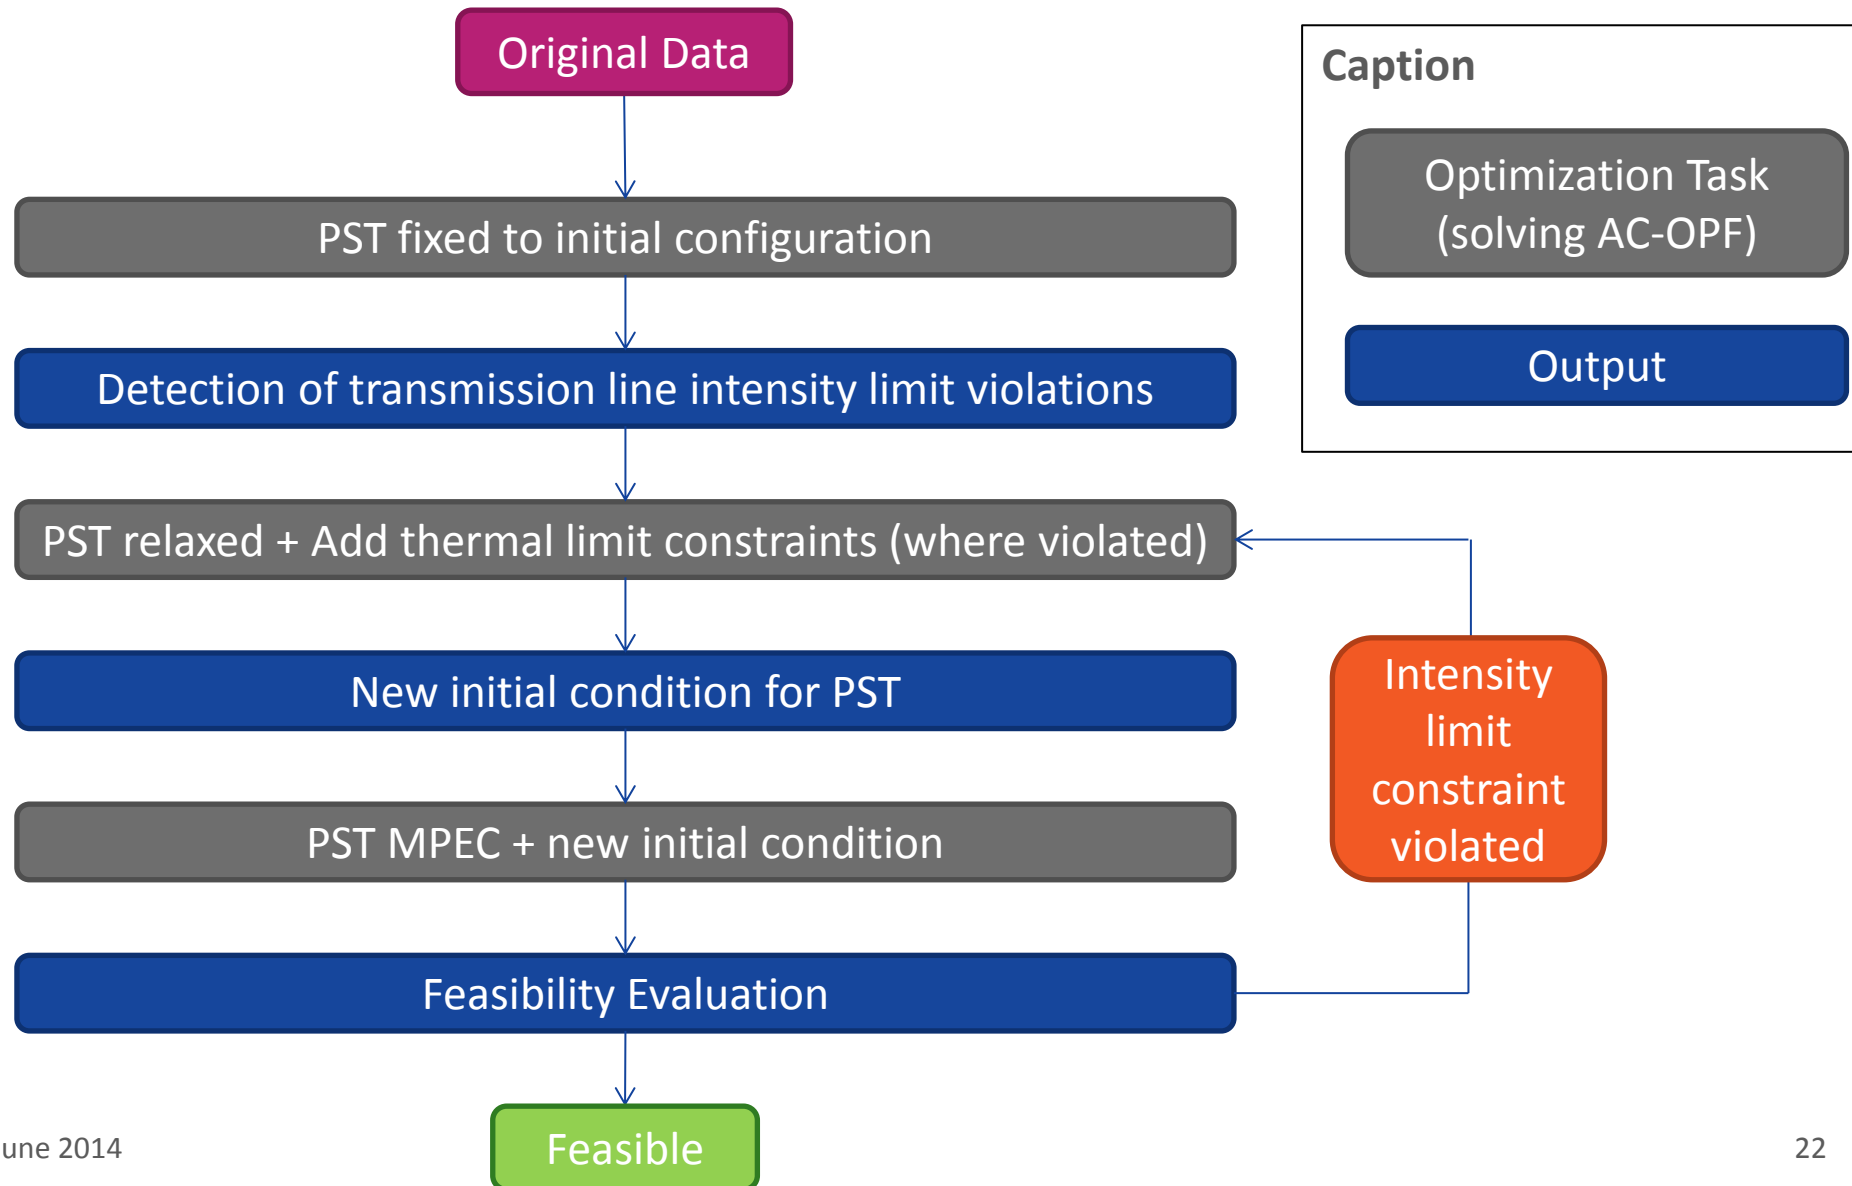 Original Data
PST fixed to initial configuration
Detection of transmission line intensity limit violations
PST relaxed + Add thermal limit constraints (where violated)
New initial condition for PST
PST MPEC + new initial condition
Feasibility Evaluation
Feasible
Intensity
limit
constraint
violated
Caption
Optimization Task
(solving AC-OPF)
Output
une 2014
22